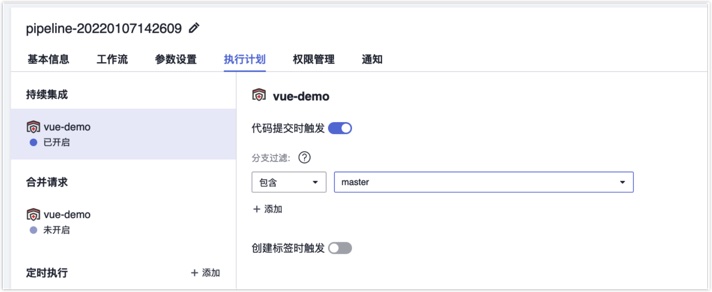 pipeline-20220107142609
基本信息 工作流 参数设置 执行计划 权限管理 通知
持续集成
vue-demo
已开启
合并请求
vue-demo
未开启
定时执行 + 添加
vue-demo
代码提交时触发
分支过滤: ?
包含 master
+ 添加
创建标签时触发